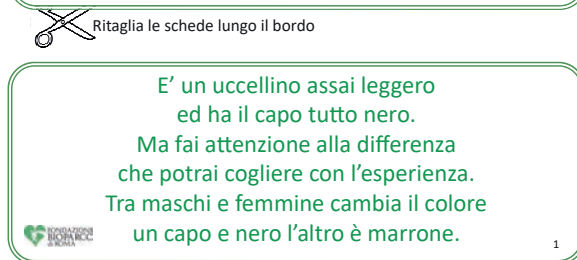 Ritaglia le schede lungo il bordo
E’ un uccellino assai leggero
ed ha il capo tutto nero.
Ma fai attenzione alla differenza
che potrai cogliere con l'esperienza.
Tra maschi e femmine cambia il colore
un capo e nero l’altro è marrone.
FONDAZIONE
BIOPARCO
DI ROMA
1